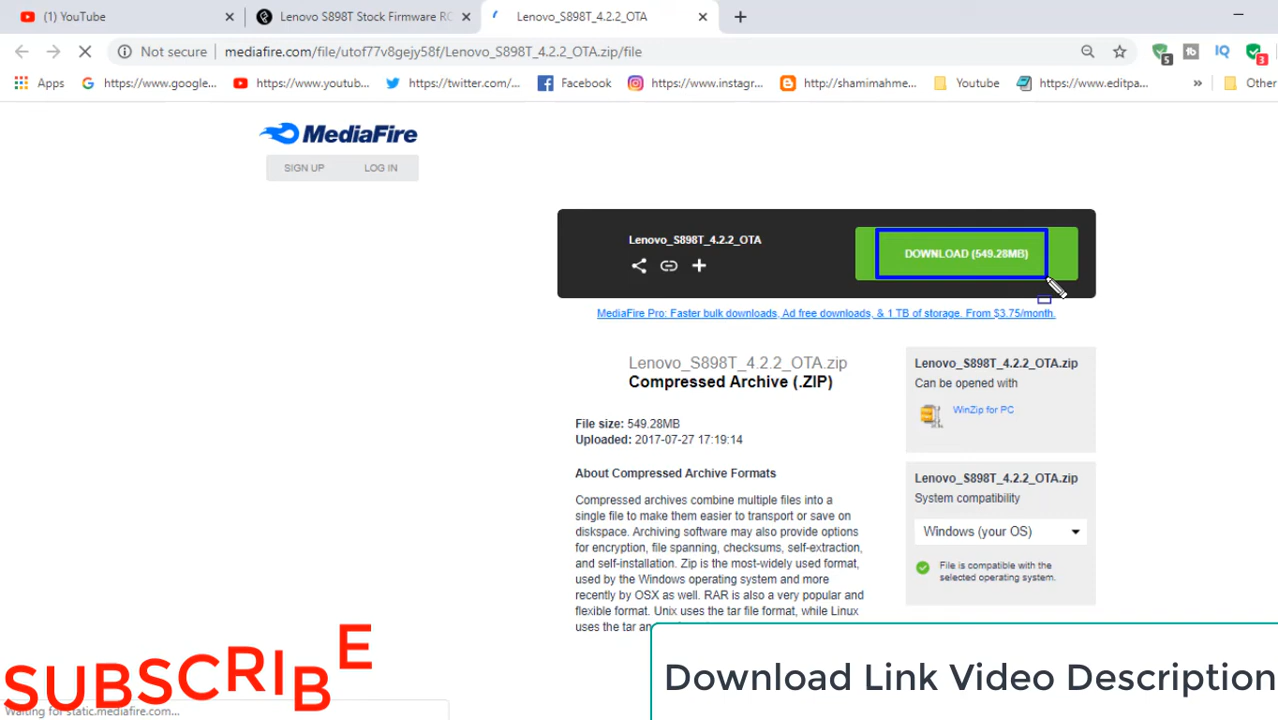 (1) YouTube
Lenovo S898T Stock Firmware RO
Lenovo_S898T_4.2.2_OTA
Not secure
mediafire.com/file/utof77v8gejy58f/Lenovo_S898T_4.2.2_OTA.zip/file
5
tb
IQ
3
Apps
https://www.google...
https://www.youtub...
https://twitter.com/...
Facebook
https://www.instagr...
http://shamimahme...
Youtube
https://www.editpa...
»
Other
MediaFire
SIGN UP
LOG IN
Lenovo_S898T_4.2.2_OTA
DOWNLOAD (549.28MB)
MediaFire Pro: Faster bulk downloads, Ad free downloads, & 1 TB of storage. From $3.75/month.
Lenovo_S898T_4.2.2_OTA.zip
Compressed Archive (.ZIP)
File size: 549.28MB
Uploaded: 2017-07-27 17:19:14
About Compressed Archive Formats
Compressed archives combine multiple files into a
single file to make them easier to transport or save on
diskspace. Archiving software may also provide options
for encryption, file spanning, checksums, self-extraction,
and self-installation. Zip is the most-widely used format,
used by the Windows operating system and more
recently by OSX as well. RAR is also a very popular and
flexible format. Unix uses the tar file format, while Linux
uses the tar an
Lenovo_S898T_4.2.2_OTA.zip
Can be opened with
WinZip for PC
Lenovo_S898T_4.2.2_OTA.zip
System compatibility
Windows (your OS)
File is compatible with the
selected operating system.
SUBSCRIBE
Download Link Video Description
Waiting for static.mediafire.com...